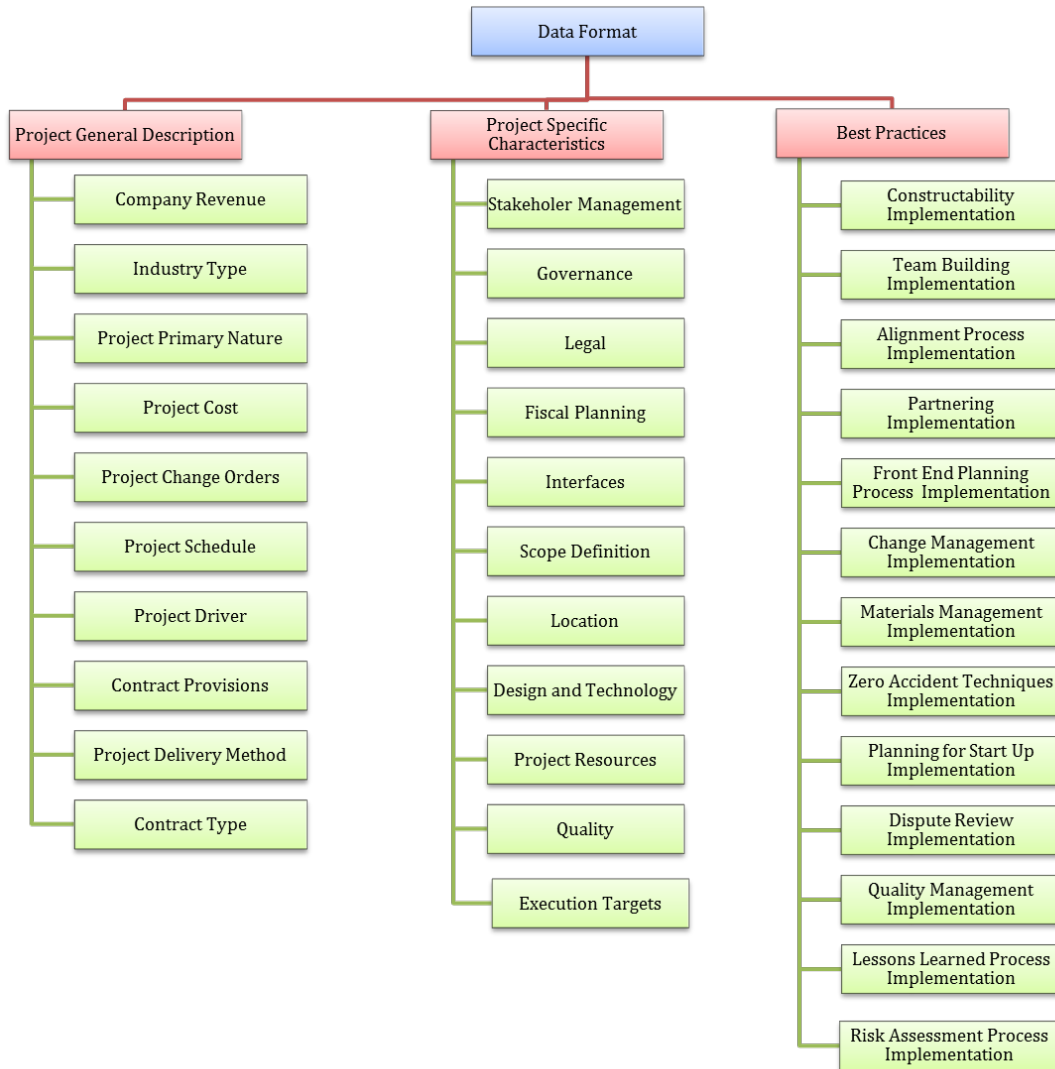 Data Format
Project General Description
Company Revenue
Industry Type
Project Primary Nature
Project Cost
Project Change Orders
Project Schedule
Project Driver
Contract Provisions
Project Delivery Method
Contract Type
Project Specific
Characteristics
Stakeholer Management
Governance
Legal
Fiscal Planning
Interfaces
Scope Definition
Location
Design and Technology
Project Resources
Quality
Execution Targets
Best Practices
Constructability
Implementation
Team Building
Implementation
Alignment Process
Implementation
Partnering
Implementation
Front End Planning
Process Implementation
Change Management
Implementation
Materials Management
Implementation
Zero Accident Techniques
Implementation
Planning for Start Up
Implementation
Dispute Review
Implementation
Quality Management
Implementation
Lessons Learned Process
Implementation
Risk Assessment Process
Implementation